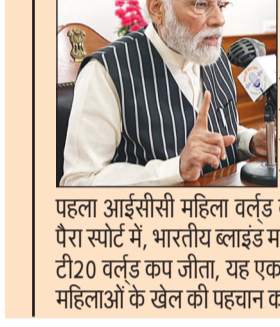 पहला आईसीसी महिला वर्ल्ड
पैरा स्पोर्ट में, भारतीय ब्लाइंड
टी20 वर्ल्ड कप जीता, यह एक
महिलाओं के खेल की पहचान